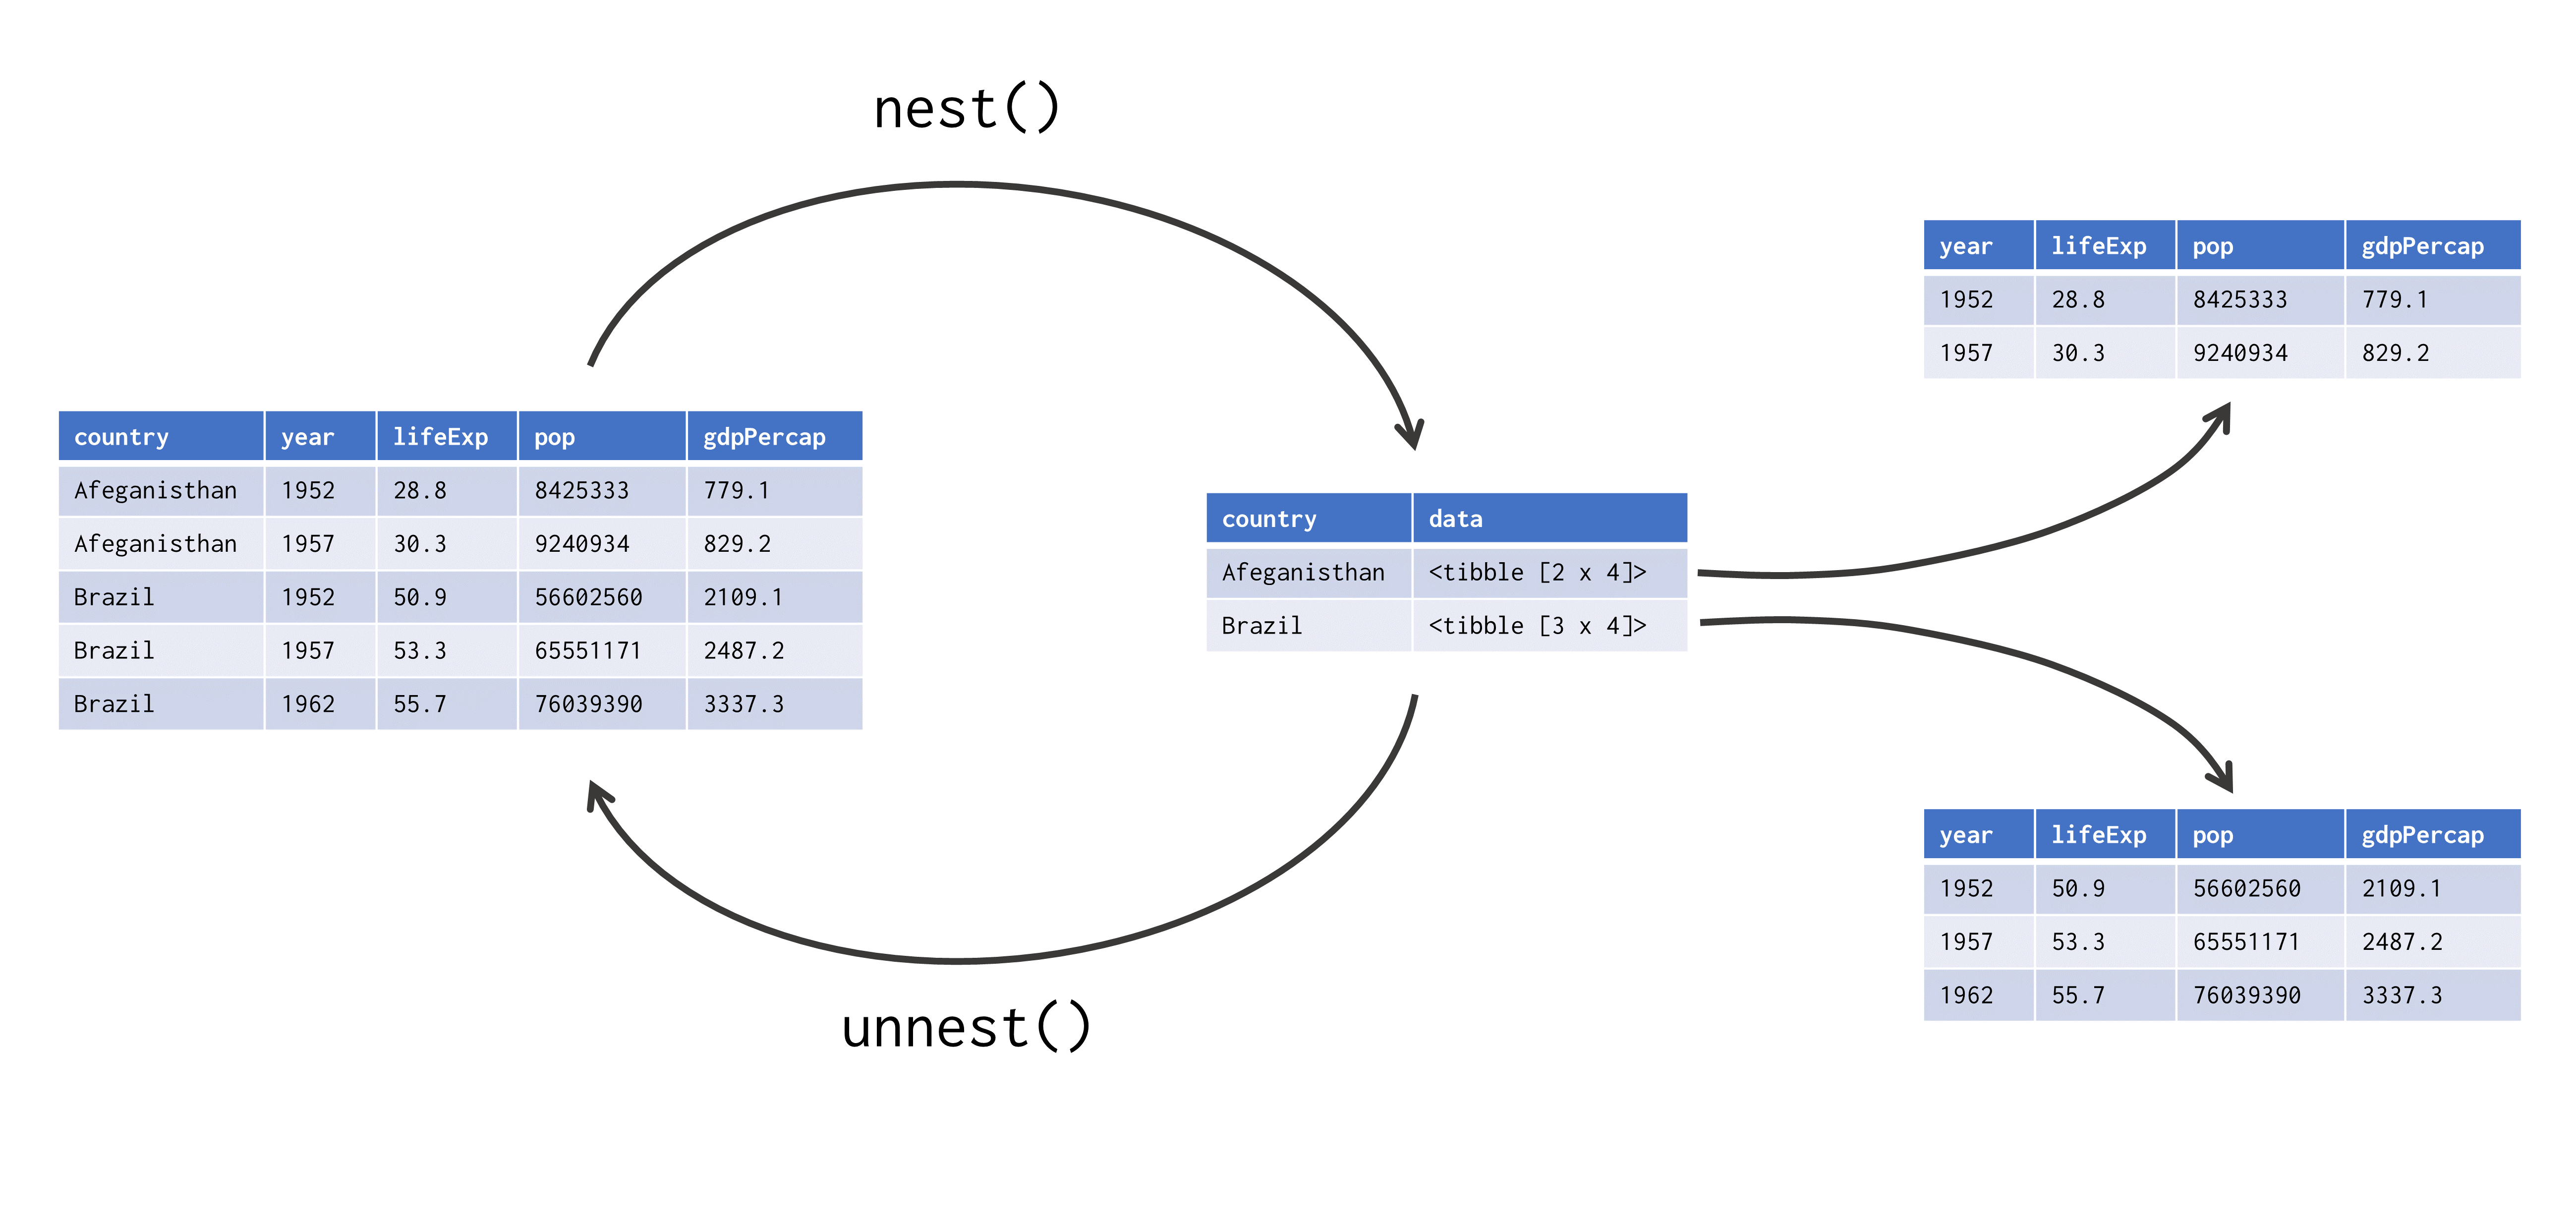 nest()
country year lifeExp pop gdpPercap
Afeganisthan 1952 28.8 8425333 779.1
Afeganisthan 1957 30.3 9240934 829.2
Brazil 1952 50.9 56602560 2109.1
Brazil 1957 53.3 65551171 2487.2
Brazil 1962 55.7 76039390 3337.3
country data
Afeganisthan <tibble [2 x 4]>
Brazil <tibble [3 x 4]>
year lifeExp pop gdpPercap
1952 28.8 8425333 779.1
1957 30.3 9240934 829.2
year lifeExp pop gdpPercap
1952 50.9 56602560 2109.1
1957 53.3 65551171 2487.2
1962 55.7 76039390 3337.3
unnest()